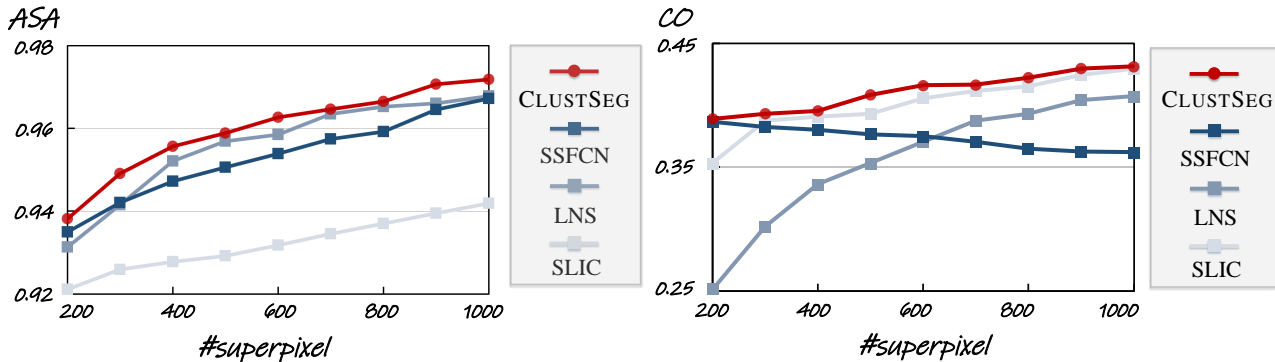 ASA
0.98
0.96
0.94
0.92
200 400 600 800 1000
#superpixel
CLUSTSEG
SSFCN
LNS
SLIC
CO
0.45
0.35
0.25
200 400 600 800 1000
#superpixel
CLUSTSEG
SSFCN
LNS
SLIC